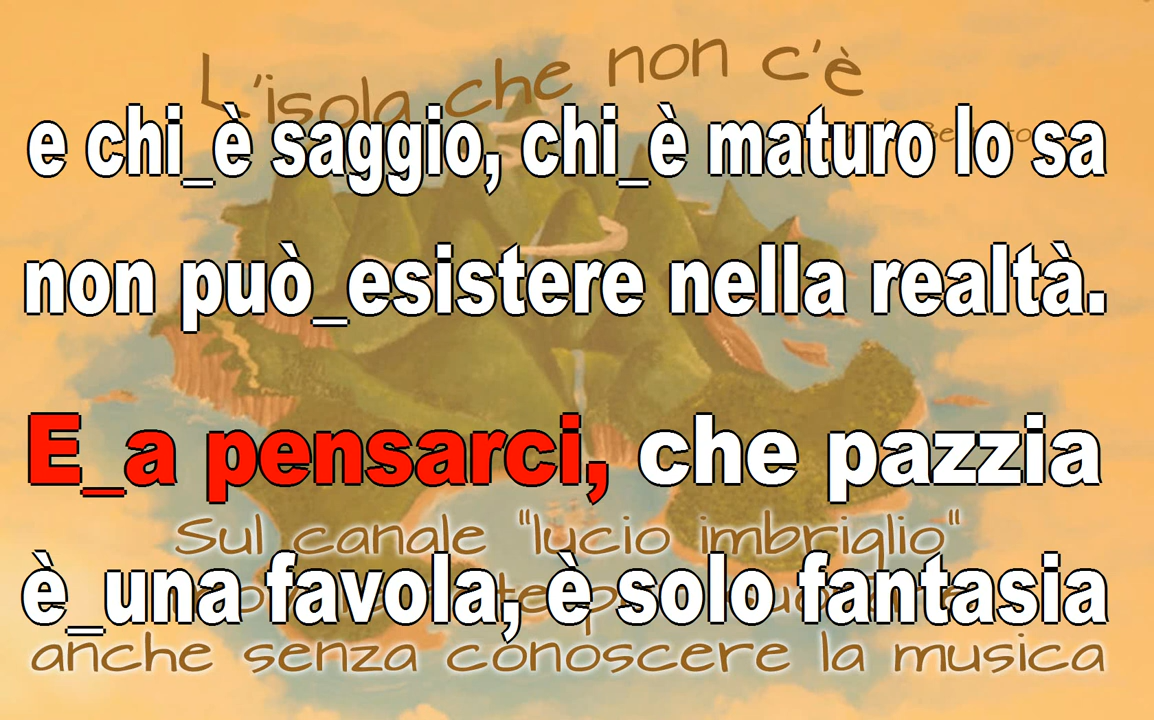 L'isola che non c'è
e chi_è saggio, chi_è maturo lo sa
non può_esistere nella realtà.
E_a pensarci, che pazzia
Sul canale "lucio imbriglio"
è_una favola, è solo fantasia
anche senza conoscere la musica